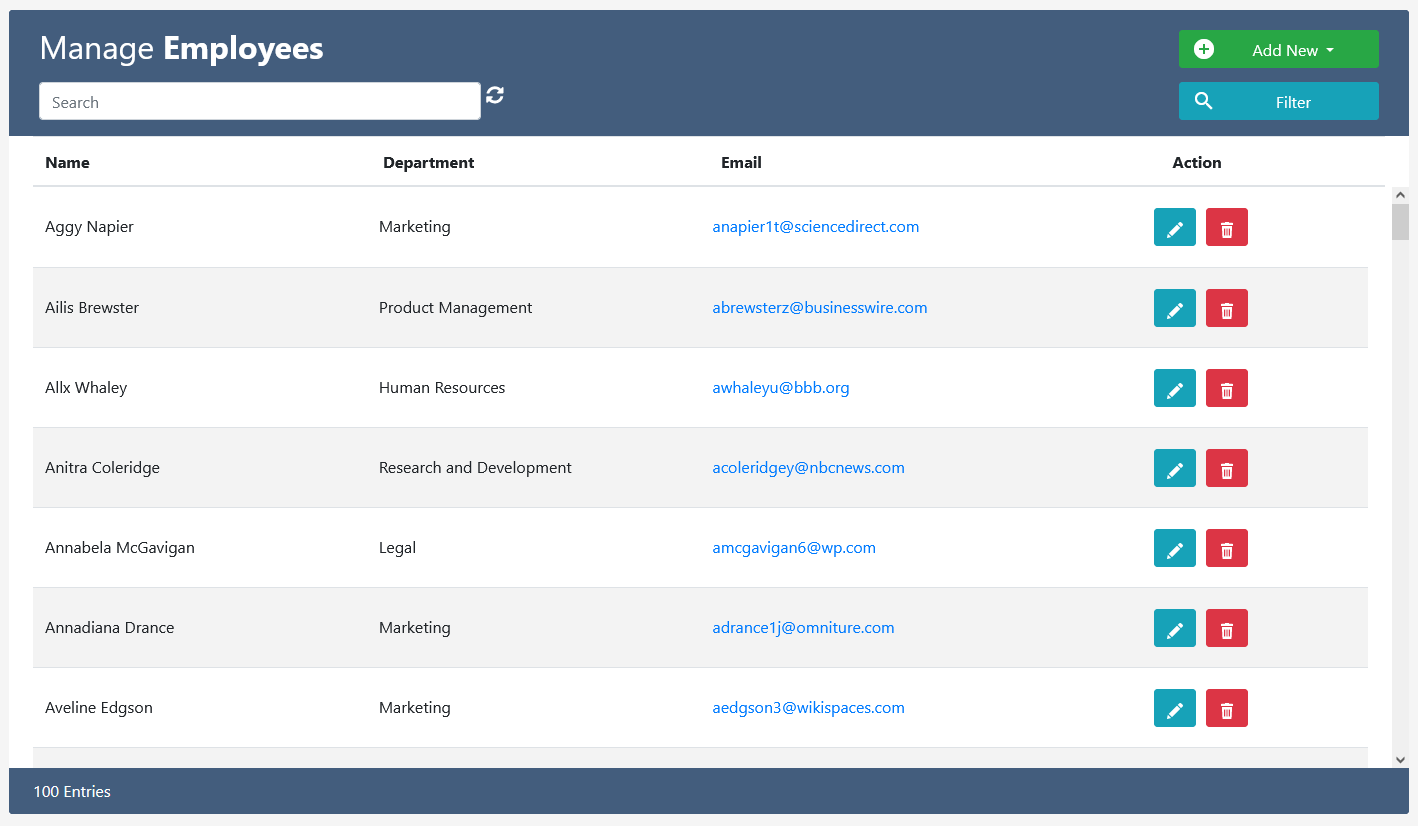 Manage Employees
Add New
Search
Filter
Name Department Email Action
Aggy Napier Marketing anapier1t@sciencedirect.com
Ailis Brewster Product Management abrewsterz@businesswire.com
Allx Whaley Human Resources awhaleyu@bbb.org
Anitra Coleridge Research and Development acoleridgey@nbcnews.com
Annabela McGavigan Legal amcgavigan6@wp.com
Annadiana Drance Marketing adrance1j@omniture.com
Aveline Edgson Marketing aedgson3@wikispaces.com
100 Entries